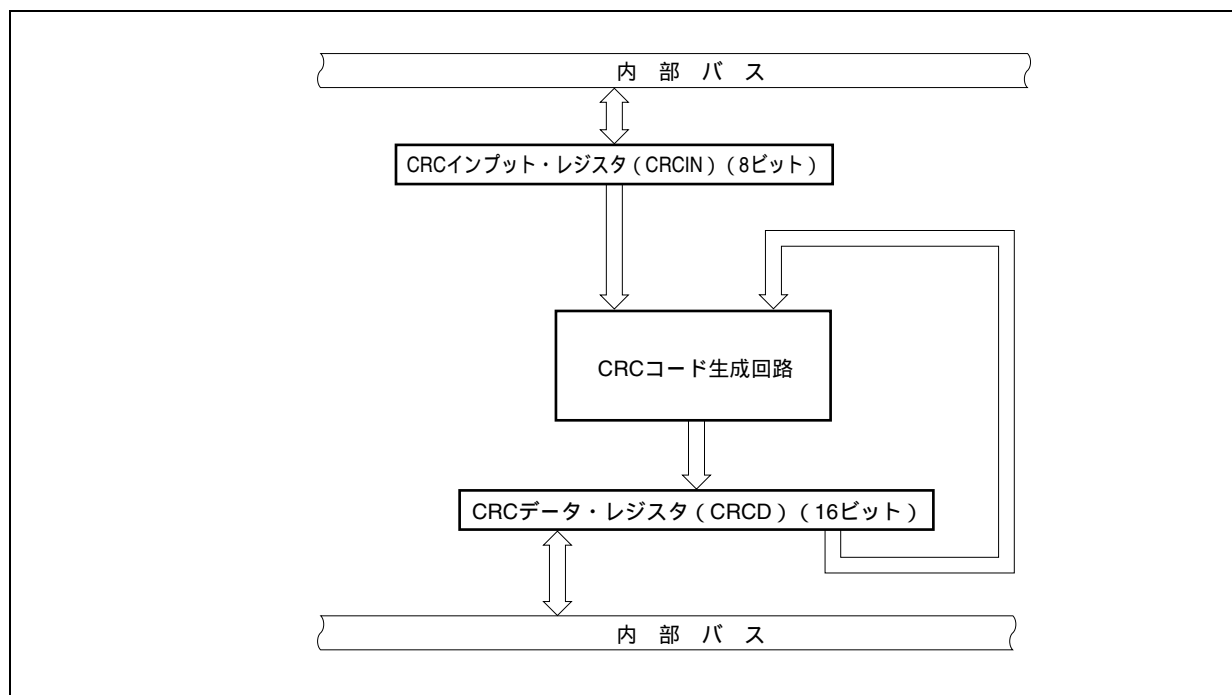 内 部 バ ス
CRCインプット・レジスタ(CRCIN)(8ビット)
CRCコード生成回路
CRCデータ・レジスタ(CRCD)(16ビット)
内 部 バ ス